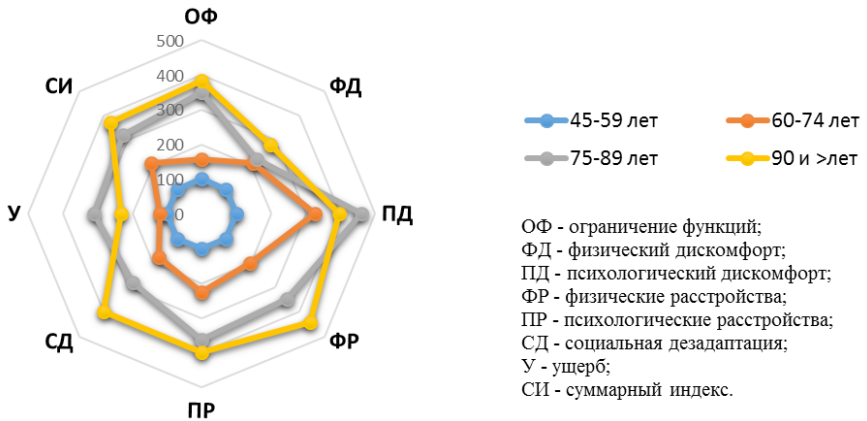 ОФ
500
400
300
200
100
0
ФД
ПД
ФР
ПР
СД
У
СИ
45-59 лет
60-74 лет
75-89 лет
90 и >лет
ОФ - ограничение функций;
ФД - физический дискомфорт;
ПД - психологический дискомфорт;
ФР - физические расстройства;
ПР - психологические расстройства;
СД - социальная дезадаптация;
У - ущерб;
СИ - суммарный индекс.